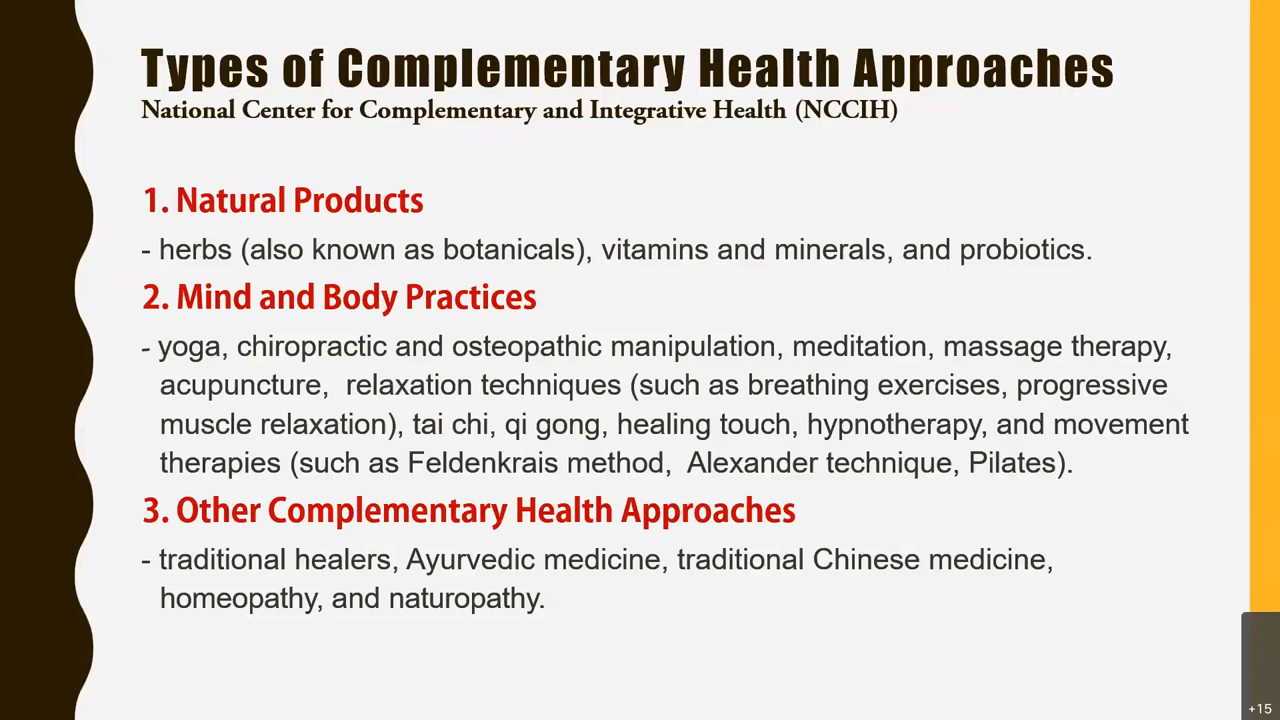 Types of Complementary Health Approaches
National Center for Complementary and Integrative Health (NCCIH)
1. Natural Products
- herbs (also known as botanicals), vitamins and minerals, and probiotics.
2. Mind and Body Practices
- yoga, chiropractic and osteopathic manipulation, meditation, massage therapy,
acupuncture, relaxation techniques (such as breathing exercises, progressive
muscle relaxation), tai chi, qi gong, healing touch, hypnotherapy, and movement
therapies (such as Feldenkrais method, Alexander technique, Pilates).
3. Other Complementary Health Approaches
- traditional healers, Ayurvedic medicine, traditional Chinese medicine,
homeopathy, and naturopathy.
+15